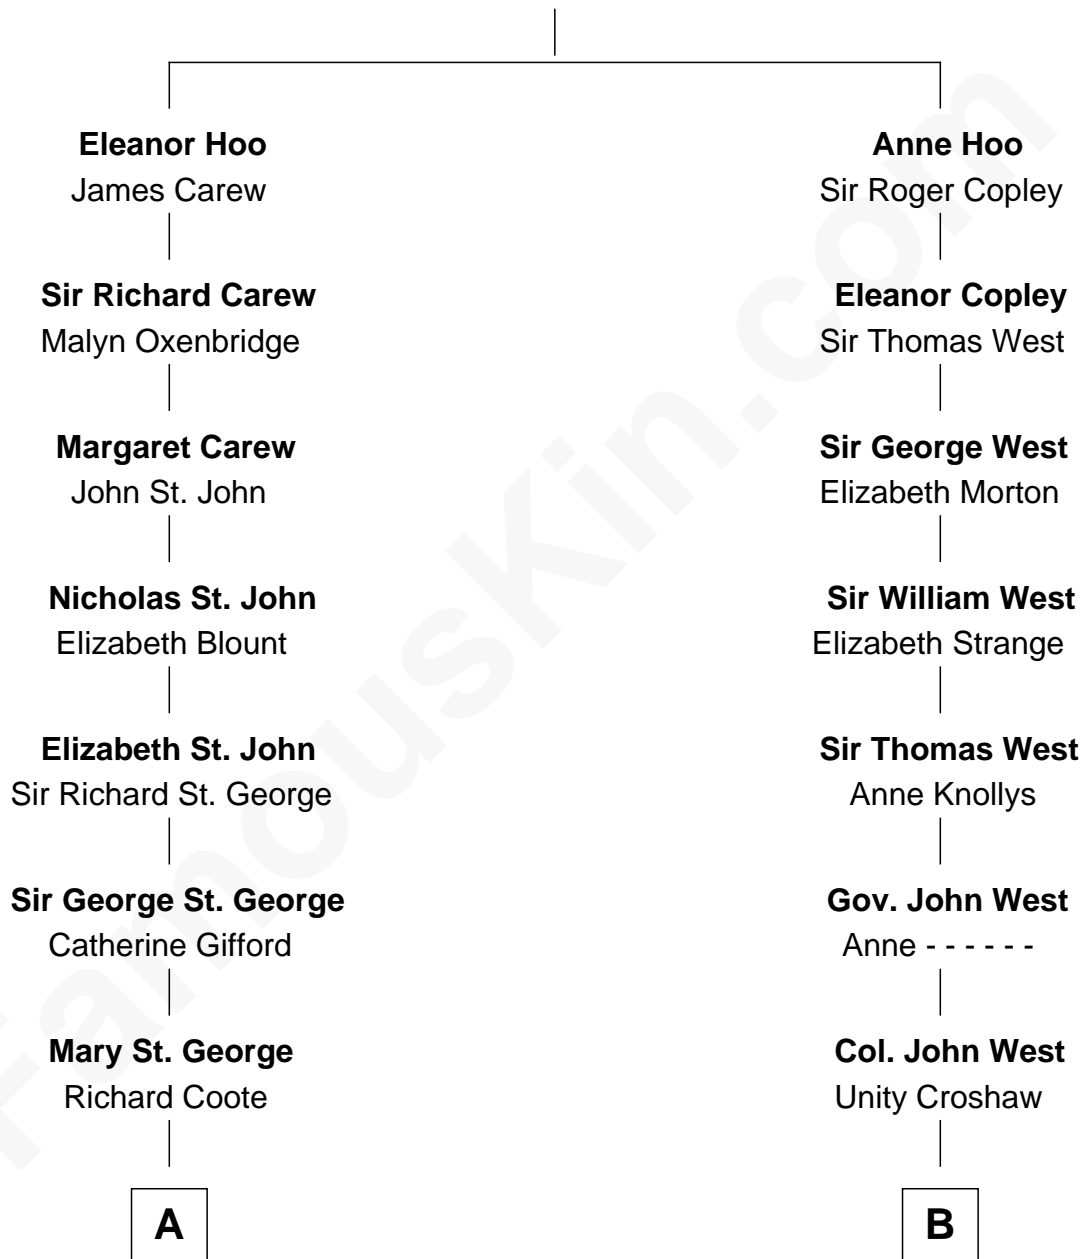 Eleanor Hoo
James Carew
Sir Richard Carew
Malyn Oxenbridge
Margaret Carew
John St. John
Nicholas St. John
Elizabeth Blount
Elizabeth St. John
Sir Richard St. George
Sir George St. George
Catherine Gifford
Mary St. George
Richard Coote
A
Anne Hoo
Sir Roger Copley
Eleanor Copley
Sir Thomas West
Sir George West
Elizabeth Morton
Sir William West
Elizabeth Strange
Sir Thomas West
Anne Knollys
Gov. John West
Anne - - - - - -
Col. John West
Unity Croshaw
B
FamousKin.com